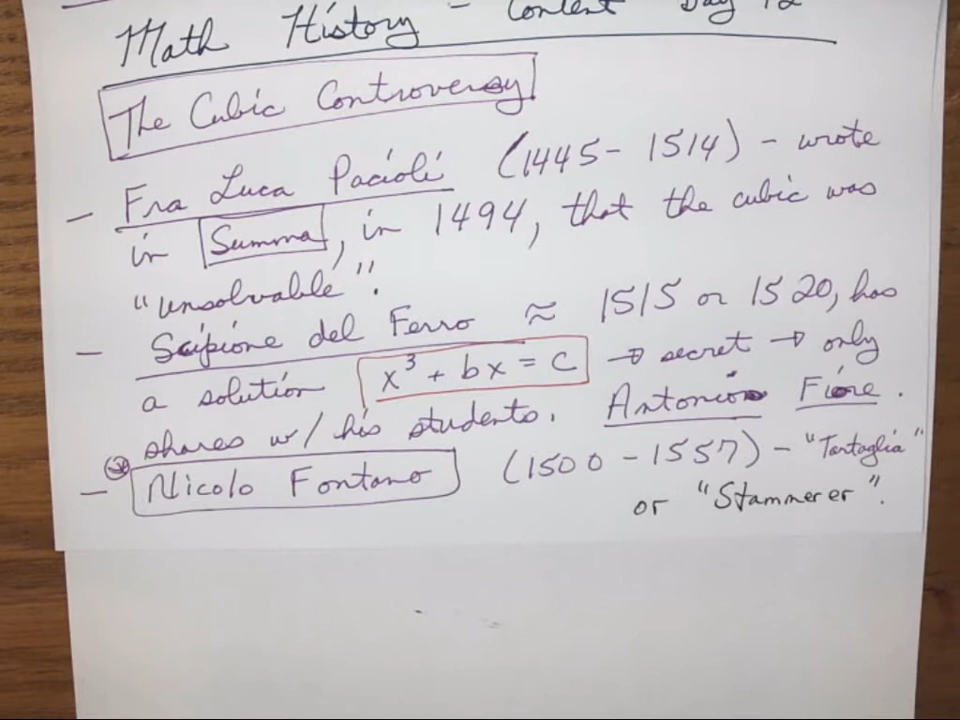 Math History - Content Day 12
The Cubic Controversy
- Fra Luca Pacioli (1445 - 1514) - wrote
in Summa, in 1494, that the cubic was
"unsolvable".
- Scipione del Ferro ≈ 1515 or 1520, has
a solution x³ + bx = c → secret → only
shares w/ his students. Antonio Fiore.
- Nicolo Fontano (1500 - 1557) - "Tartaglia"
or "Stammerer".